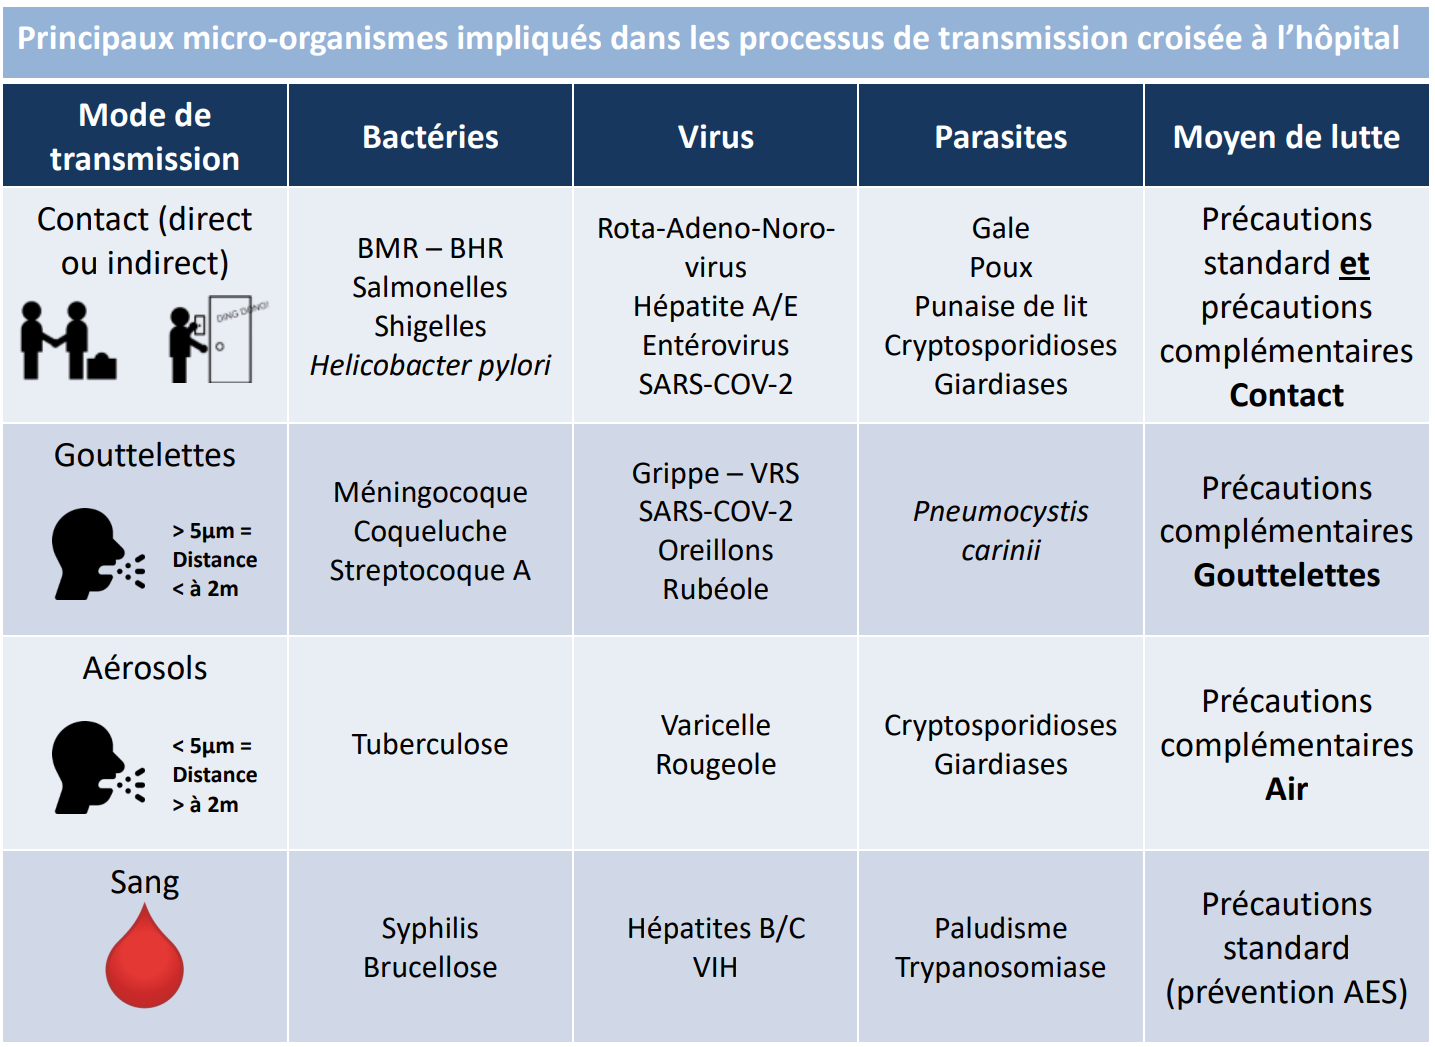 Principaux micro-organismes impliqués dans les processus de transmission croisée à l'hôpital
Mode de
transmission
Bactéries
Virus
Parasites
Moyen de lutte
Contact (direct
ou indirect)
DING DONG!
BMR – BHR
Salmonelles
Shigelles
Helicobacter pylori
Rota-Adeno-Noro-
virus
Hépatite A/E
Entérovirus
SARS-COV-2
Gale
Poux
Punaise de lit
Cryptosporidioses
Giardiases
Précautions
standard et
précautions
complémentaires
Contact
Gouttelettes
> 5µm =
Distance
< à 2m
Méningocoque
Coqueluche
Streptocoque A
Grippe – VRS
SARS-COV-2
Oreillons
Rubéole
Pneumocystis
carinii
Précautions
complémentaires
Gouttelettes
Aérosols
< 5µm =
Distance
> à 2m
Tuberculose
Varicelle
Rougeole
Cryptosporidioses
Giardiases
Précautions
complémentaires
Air
Sang
Syphilis
Brucellose
Hépatites B/C
VIH
Paludisme
Trypanosomiase
Précautions
standard
(prévention AES)